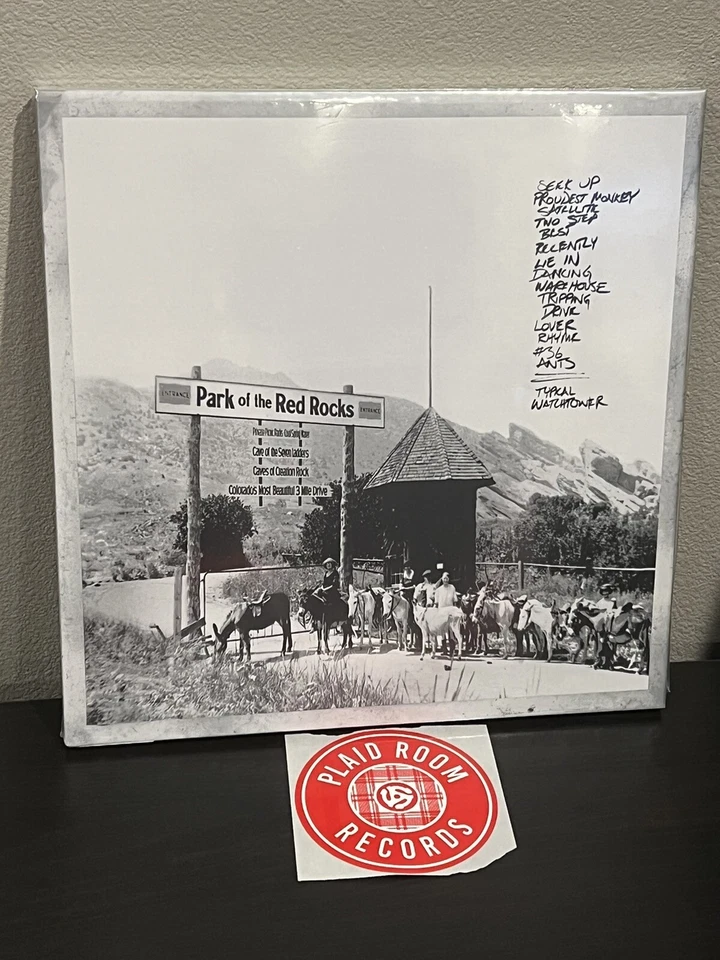 SEEK UP
PROUDEST MONKEY
SATELLITE
TWO STEP
BOSW
RECENTLY
LIE IN
DANCING
WAREHOUSE
TRIPPING
DRIVE
LOVER
RHYME
#36
ANTS
TYPICAL
WATCHTOWER
ENTRANCE Park of the Red Rocks ENTRANCE
Cave of the Seven Ladders
Caves of Creation Rock
Colorados Most Beautiful 3 Mile Drive
PLAID ROOM
RECORDS